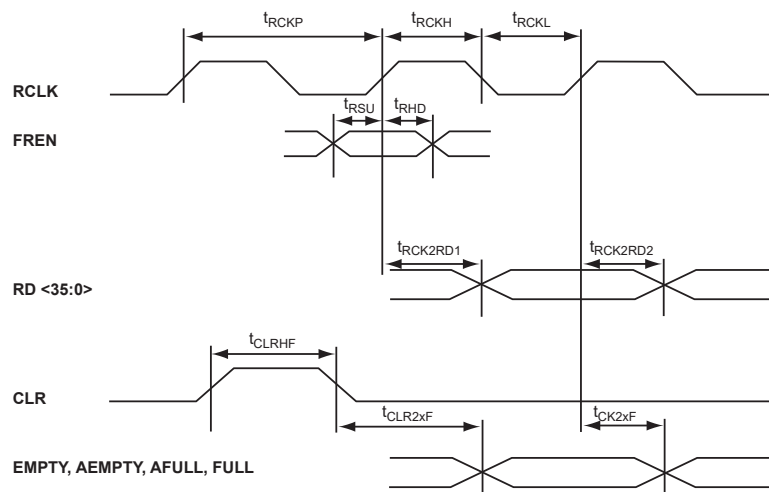 tRCKP tRCKH tRCKL
RCLK
tRSU tRHD
FREN
tRCK2RD1 tRCK2RD2
RD <35:0>
tCLRHF
CLR
tCLR2xF tCK2xF
EMPTY, AEMPTY, AFULL, FULL